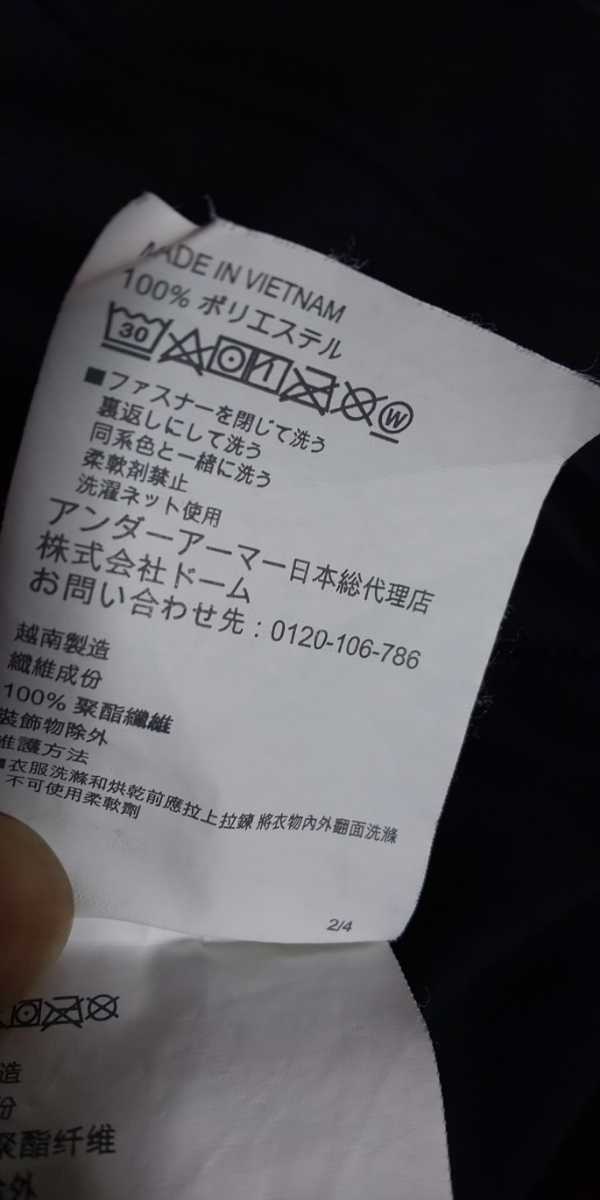 MADE IN VIETNAM
100% ポリエステル
30 W
■ファスナーを閉じて洗う
裏返しにして洗う
同系色と一緒に洗う
柔軟剤禁止
洗濯ネット使用
アンダーアーマー日本総代理店
株式会社ドーム
お問い合わせ先：0120-106-786
越南製造
纖維成份
100% 聚酯纖維
裝飾物除外
維護方法
■衣服洗滌和烘乾前應拉上拉鍊 將衣物內外翻面洗滌
不可使用柔軟劑
2/4
造
份
聚酯纤维
除外